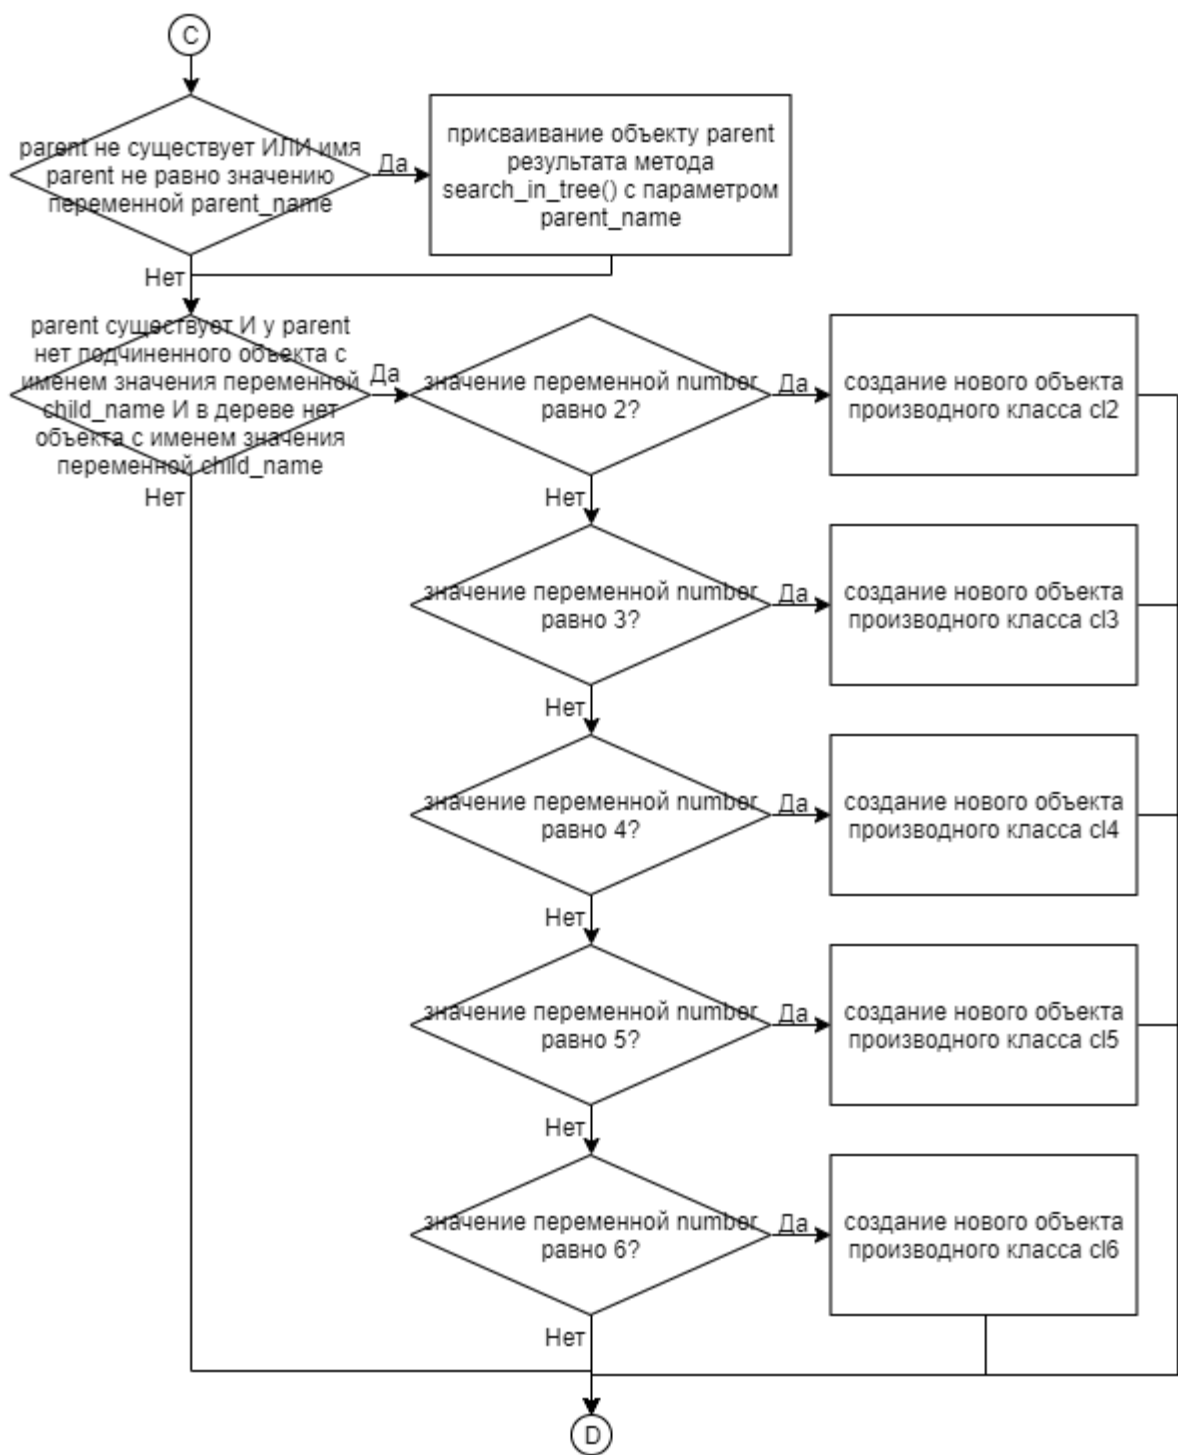 C
parent не существует ИЛИ имя
parent не равно значению
переменной parent_name
Да
присваивание объекту parent
результата метода
search_in_tree() с параметром
parent_name
Нет
parent существует И у parent
нет подчиненного объекта с
именем значения переменной
child_name И в дереве нет
объекта с именем значения
переменной child_name
Да
значение переменной number
равно 2?
Да
создание нового объекта
производного класса cl2
Нет
Нет
значение переменной number
равно 3?
Да
создание нового объекта
производного класса cl3
Нет
значение переменной number
равно 4?
Да
создание нового объекта
производного класса cl4
Нет
значение переменной number
равно 5?
Да
создание нового объекта
производного класса cl5
Нет
значение переменной number
равно 6?
Да
создание нового объекта
производного класса cl6
Нет
D